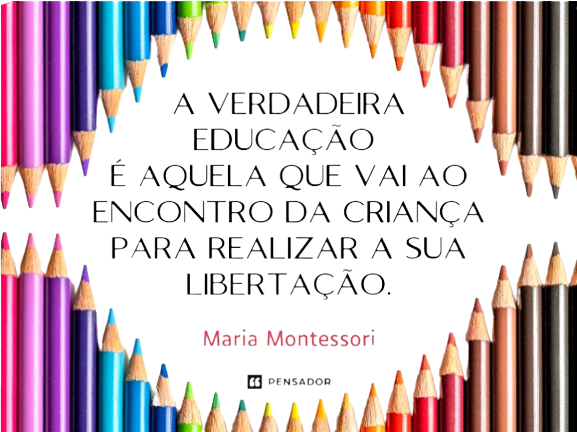 A VERDADEIRA
EDUCAÇÃO
É AQUELA QUE VAI AO
ENCONTRO DA CRIANÇA
PARA REALIZAR A SUA
LIBERTAÇÃO.
Maria Montessori
PENSADOR